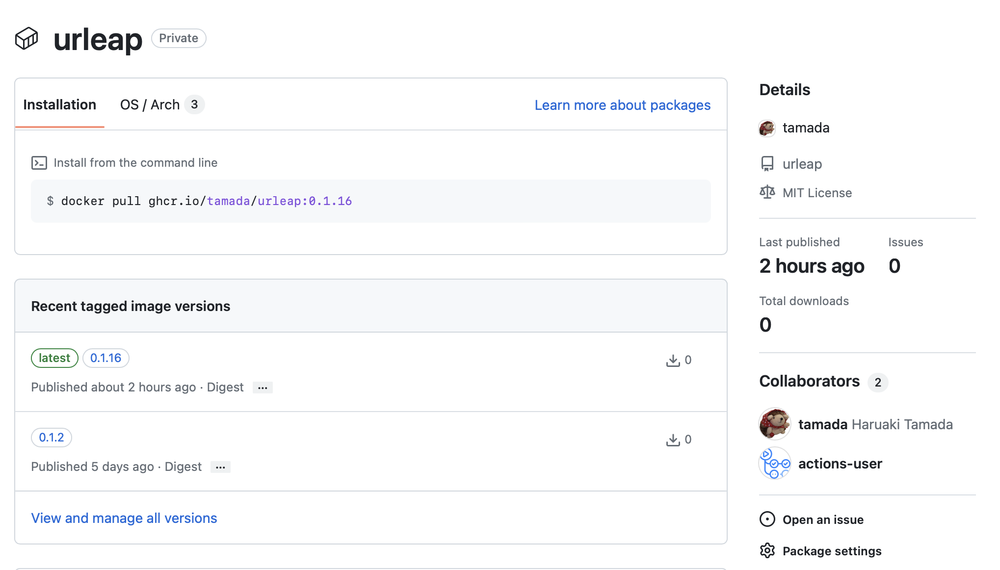 urleap Private
Installation OS / Arch 3 Learn more about packages
Install from the command line
$ docker pull ghcr.io/tamada/urleap:0.1.16
Recent tagged image versions
latest 0.1.16 0
Published about 2 hours ago · Digest ...
0.1.2 0
Published 5 days ago · Digest ...
View and manage all versions
Details
tamada
urleap
MIT License
Last published Issues
2 hours ago 0
Total downloads
0
Collaborators 2
tamada Haruaki Tamada
actions-user
Open an issue
Package settings